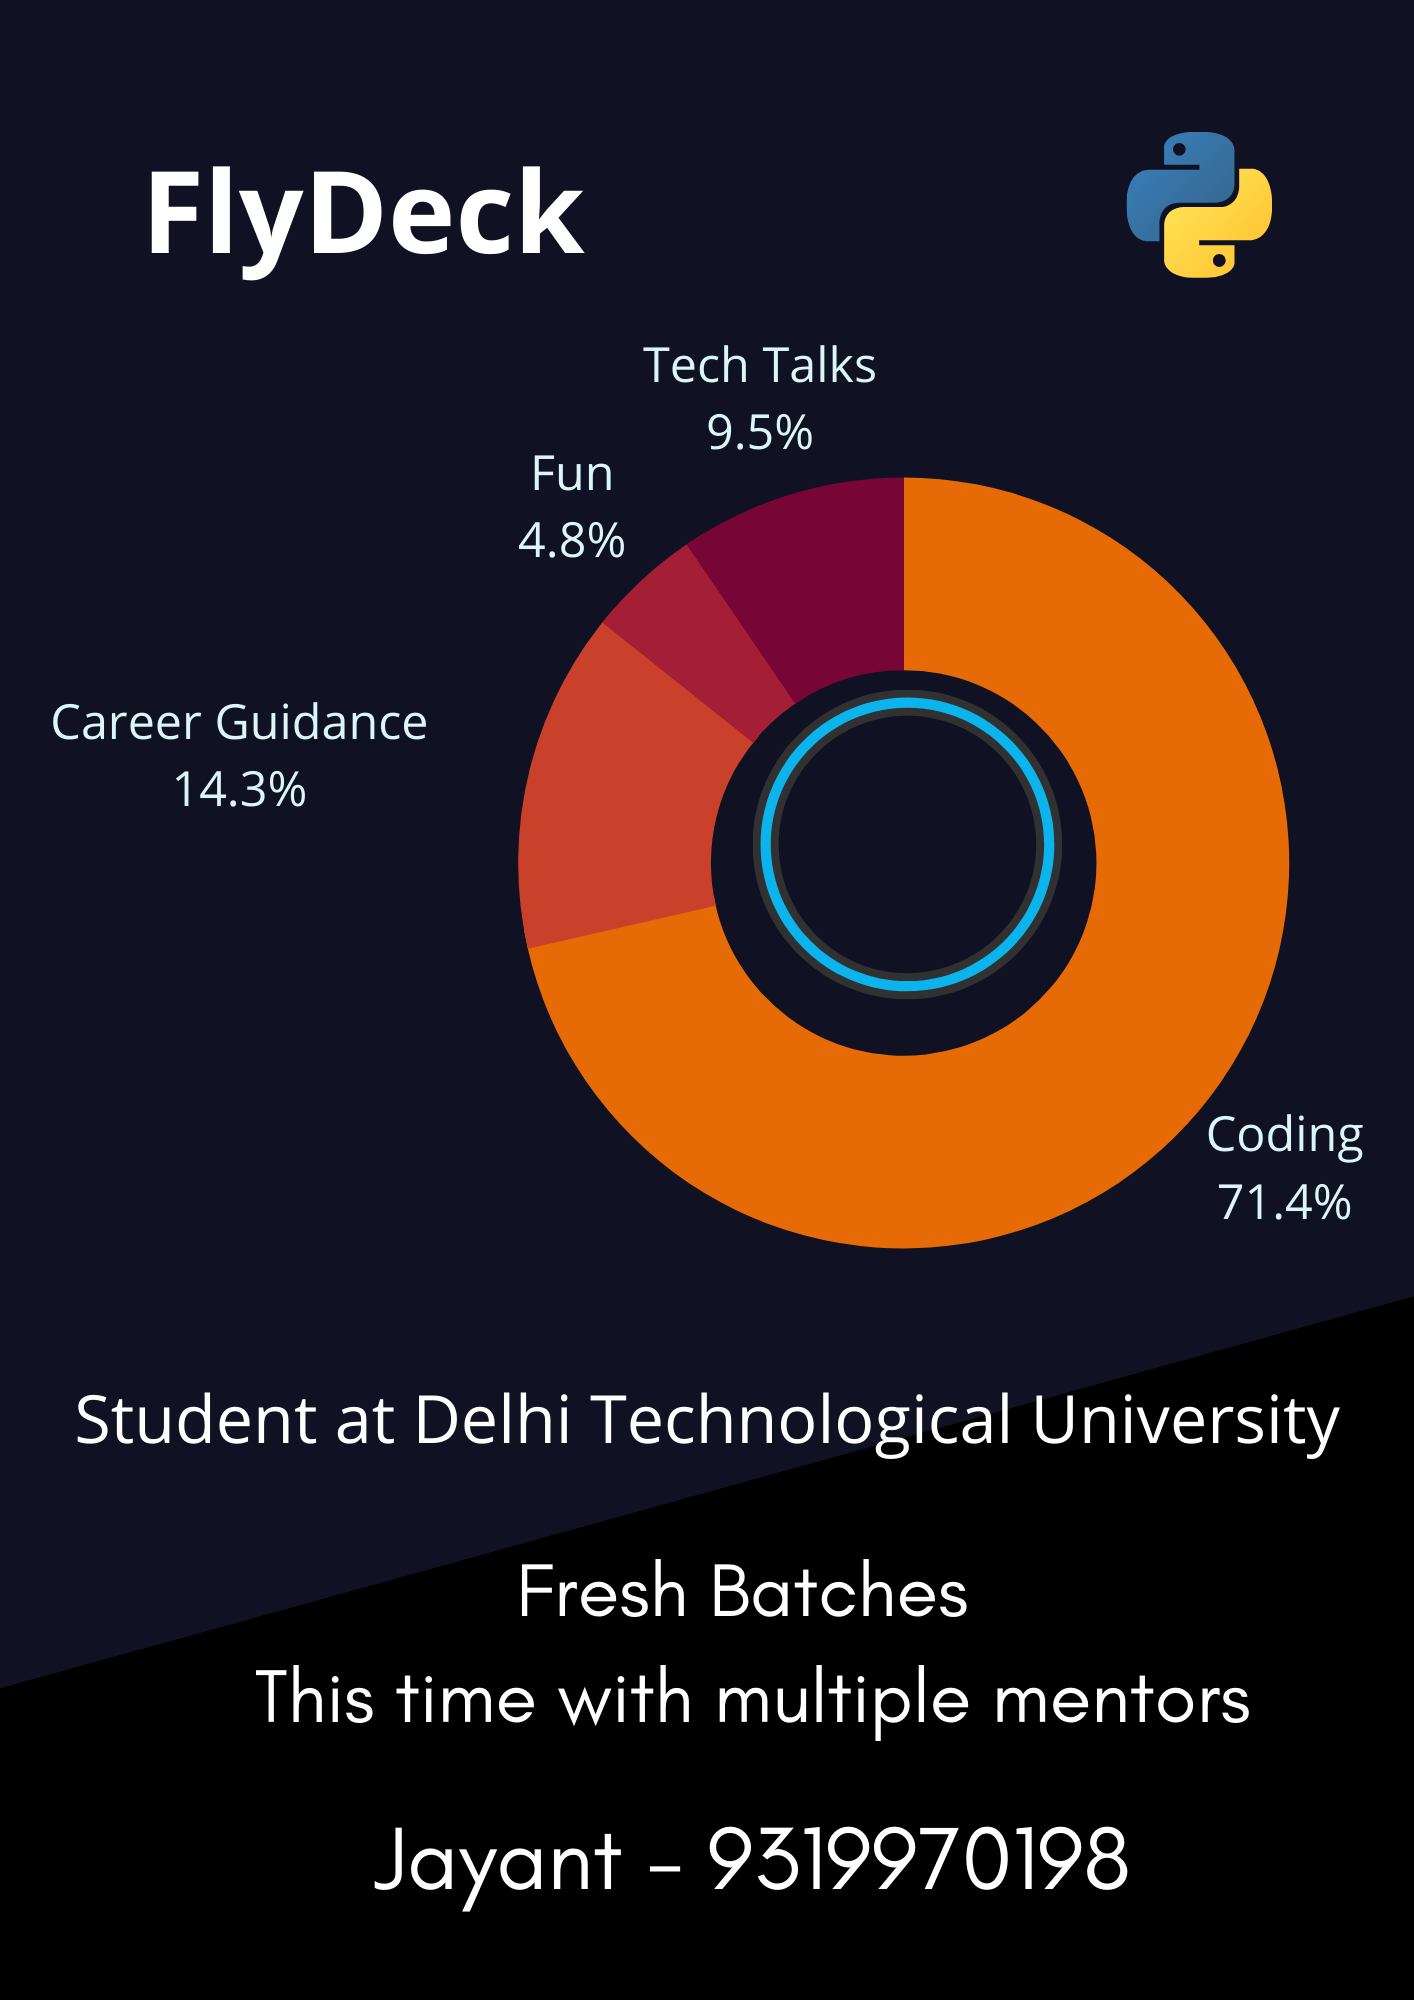 FlyDeck
Tech Talks
9.5%
Fun
4.8%
Career Guidance
14.3%
Coding
71.4%
Student at Delhi Technological University
Fresh Batches
This time with multiple mentors
Jayant - 9319970198